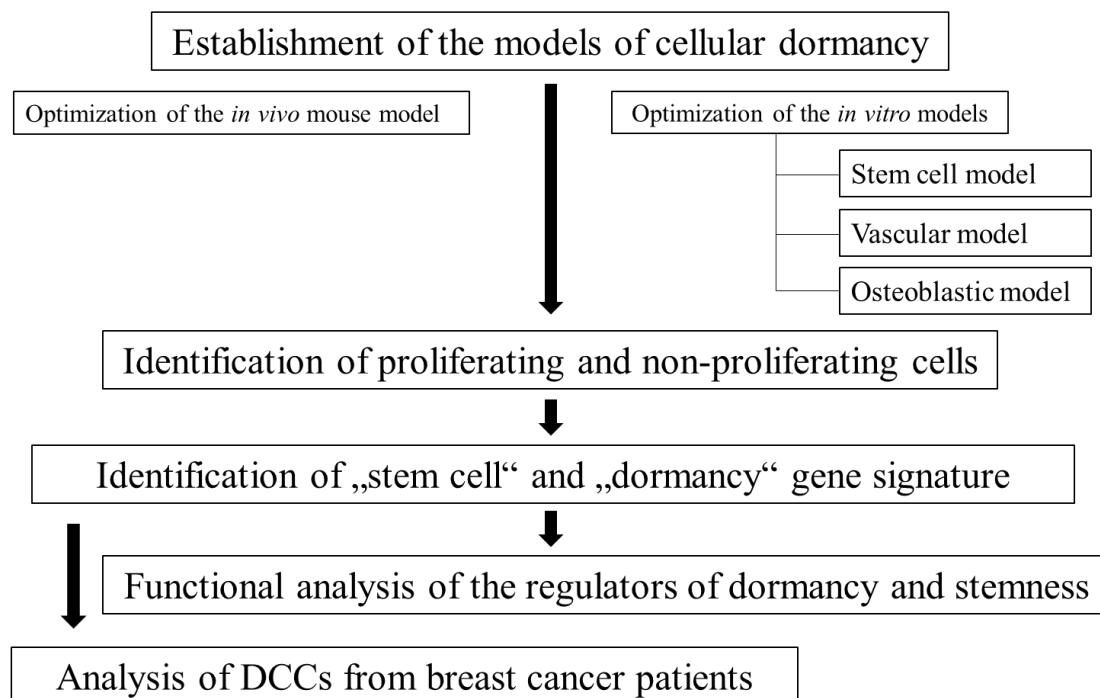 Establishment of the models of cellular dormancy
Optimization of the in vivo mouse model
Optimization of the in vitro models
Stem cell model
Vascular model
Osteoblastic model
Identification of proliferating and non-proliferating cells
Identification of „stem cell“ and „dormancy“ gene signature
Functional analysis of the regulators of dormancy and stemness
Analysis of DCCs from breast cancer patients